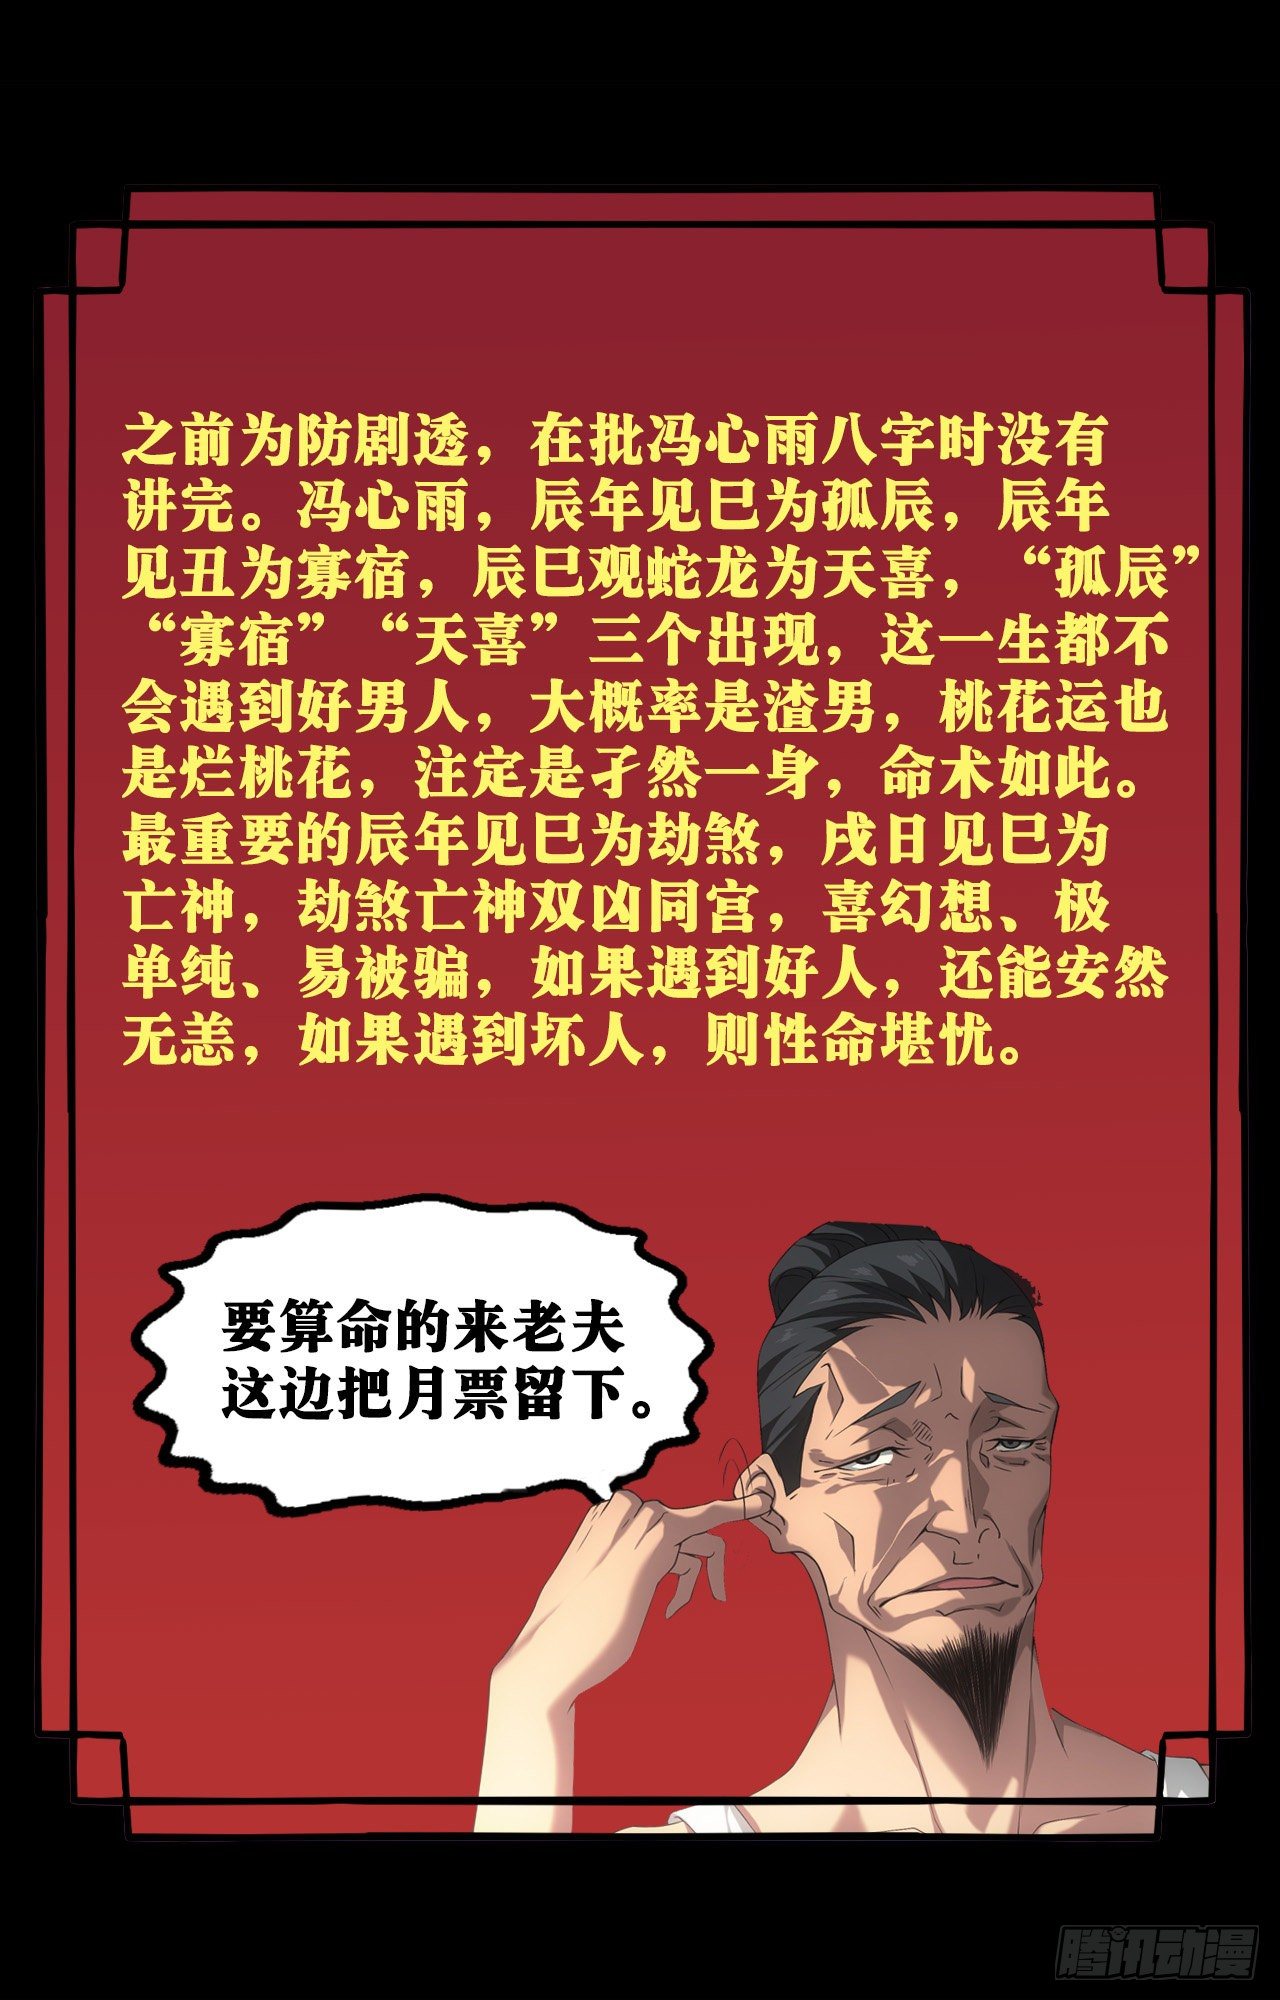 之前为防剧透，在批冯心雨八字时没有
讲完。冯心雨，辰年见巳为孤辰，辰年
见丑为寡宿，辰巳观蛇龙为天喜，“孤辰”
“寡宿”“天喜”三个出现，这一生都不
会遇到好男人，大概率是渣男，桃花运也
是烂桃花，注定是孑然一身，命术如此。
最重要的辰年见巳为劫煞，戌日见巳为
亡神，劫煞亡神双凶同宫，喜幻想、极
单纯、易被骗，如果遇到好人，还能安然
无恙，如果遇到坏人，则性命堪忧。
要算命的来老夫
这边把月票留下。
腾讯动漫